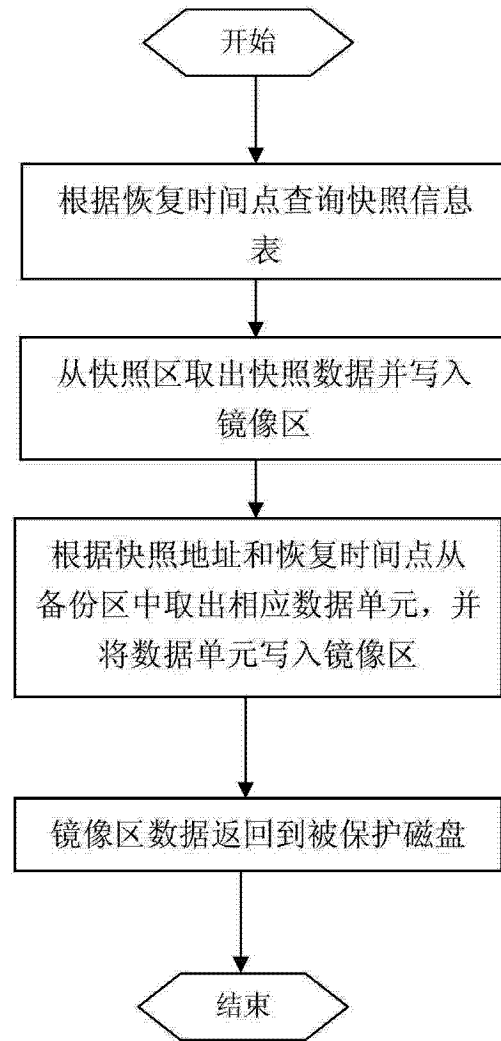 开始
根据恢复时间点查询快照信息
表
从快照区取出快照数据并写入
镜像区
根据快照地址和恢复时间点从
备份区中取出相应数据单元，并
将数据单元写入镜像区
镜像区数据返回到被保护磁盘
结束